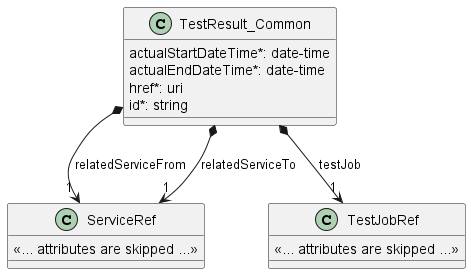 C TestResult_Common
actualStartDateTime*: date-time
actualEndDateTime*: date-time
href*: uri
id*: string
relatedServiceFrom
relatedServiceTo
testJob
1
1
1
C ServiceRef
«... attributes are skipped ...»
C TestJobRef
«... attributes are skipped ...»